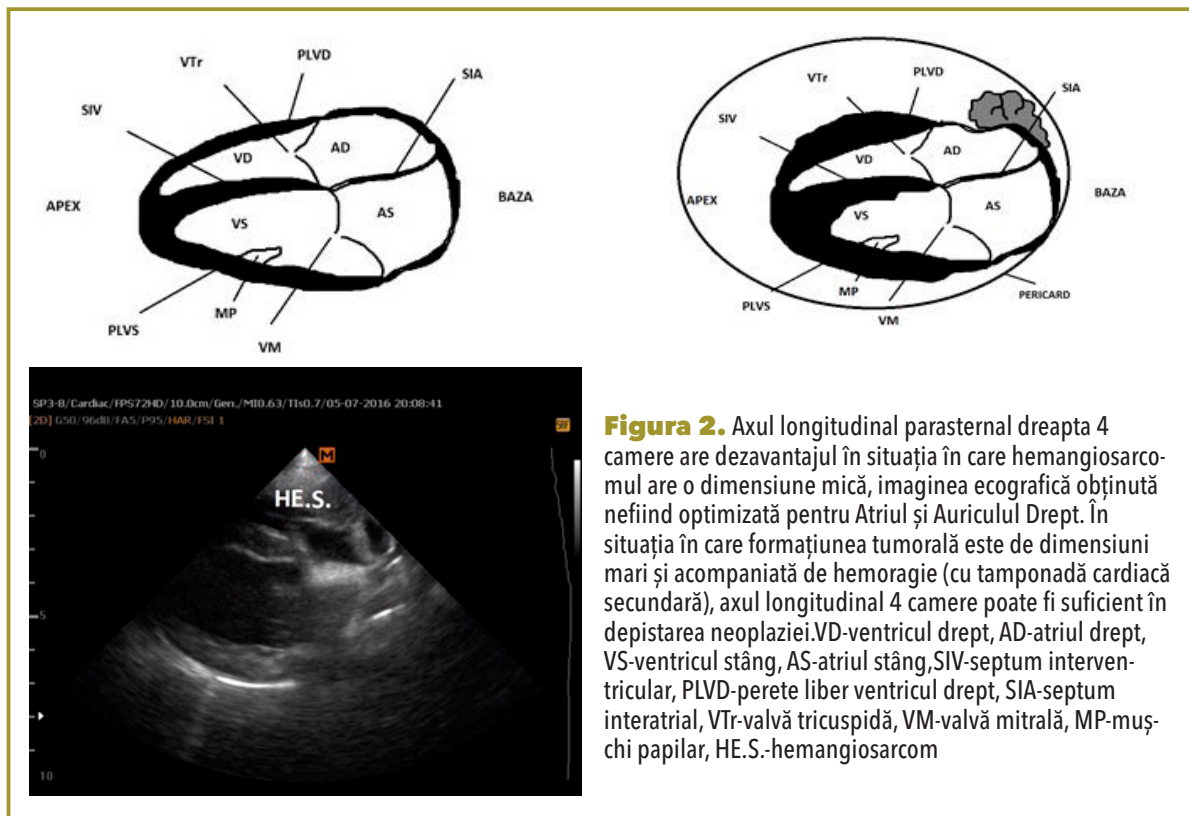 VTr
PLVD
SIA
SIV
VD
AD
APEX
BAZA
VS
AS
PLVS
MP
VM
VTr
PLVD
SIA
SIV
AD
VD
APEX
BAZA
VS
AS
MP
PLVS
PERICARD
VM
SP3-8/Cardiac/FPS72HD/10.0cm/Gen./MI0.63/TIs0.7/05-07-2016 20:08:41
[2D] G50/96dB/FA5/P95/HAR/FSI 1
SRF
0
M
HE.S.
5
10
Figura 2. Axul longitudinal parasternal dreapta 4
camere are dezavantajul în situația în care hemangiosarco-
mul are o dimensiune mică, imaginea ecografică obținută
nefiind optimizată pentru Atriul și Auriculul Drept. În
situația în care formațiunea tumorală este de dimensiuni
mari și acompaniată de hemoragie (cu tamponadă cardiacă
secundară), axul longitudinal 4 camere poate fi suficient în
depistarea neoplaziei.VD-ventricul drept, AD-atriul drept,
VS-ventricul stâng, AS-atriul stâng,SIV-septum interven-
tricular, PLVD-perete liber ventricul drept, SIA-septum
interatrial, VTr-valvă tricuspidă, VM-valvă mitrală, MP-muș-
chi papilar, HE.S.-hemangiosarcom